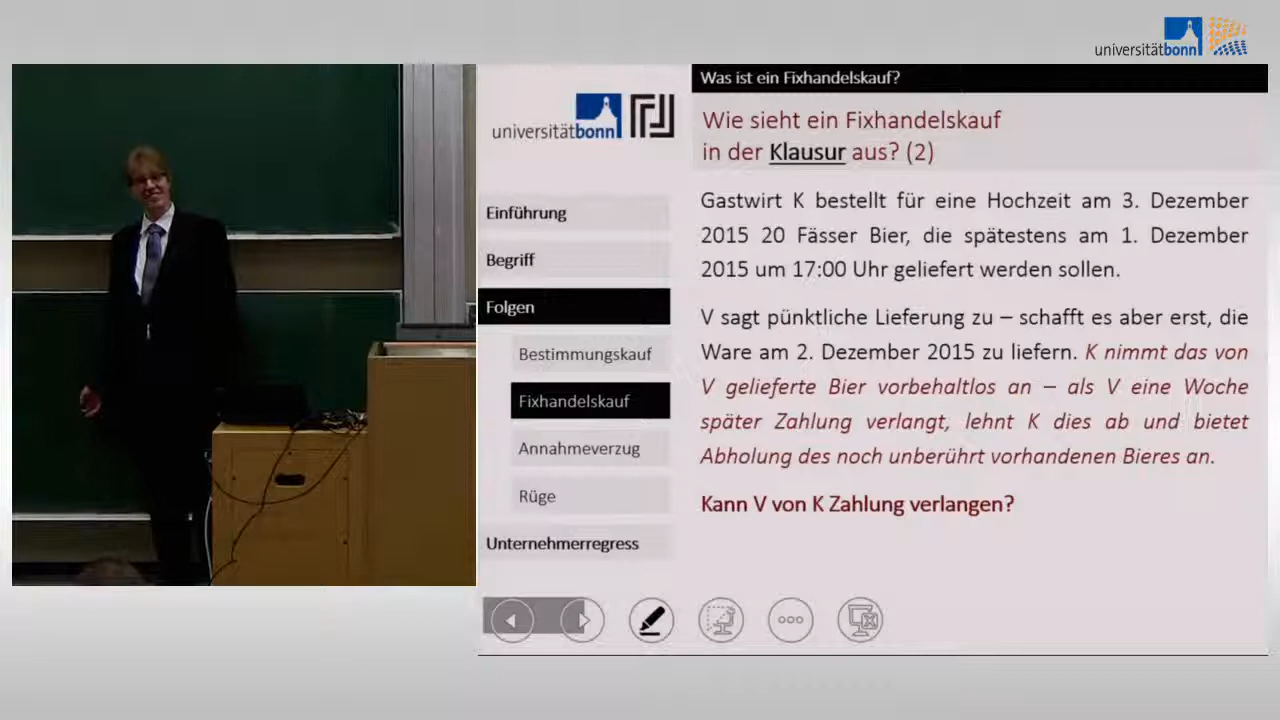 universitätbonn
Was ist ein Fixhandelskauf?
universitätbonn
Wie sieht ein Fixhandelskauf
in der Klausur aus? (2)
Einführung
Begriff
Folgen
Bestimmungskauf
Fixhandelskauf
Annahmeverzug
Rüge
Unternehmerregress
Gastwirt K bestellt für eine Hochzeit am 3. Dezember
2015 20 Fässer Bier, die spätestens am 1. Dezember
2015 um 17:00 Uhr geliefert werden sollen.
V sagt pünktliche Lieferung zu – schafft es aber erst, die
Ware am 2. Dezember 2015 zu liefern. K nimmt das von
V gelieferte Bier vorbehaltlos an – als V eine Woche
später Zahlung verlangt, lehnt K dies ab und bietet
Abholung des noch unberührt vorhandenen Bieres an.
Kann V von K Zahlung verlangen?